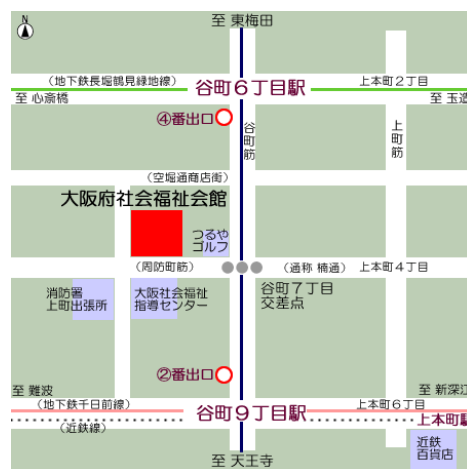 N
至 東梅田
(地下鉄長堀鶴見緑地線)
谷町6丁目駅
上本町2丁目
至 心斎橋
至 玉造
④番出口
谷町筋
上町筋
(空堀通商店街)
大阪府社会福祉会館
つるや
ゴルフ
(周防町筋)
(通称 楠通)
上本町4丁目
消防署
上町出張所
大阪社会福祉
指導センター
谷町7丁目
交差点
②番出口
至 難波
至 新深江
(地下鉄千日前線)
谷町9丁目駅
上本町6丁目
(近鉄線)
上本町駅
近鉄
百貨店
至 天王寺